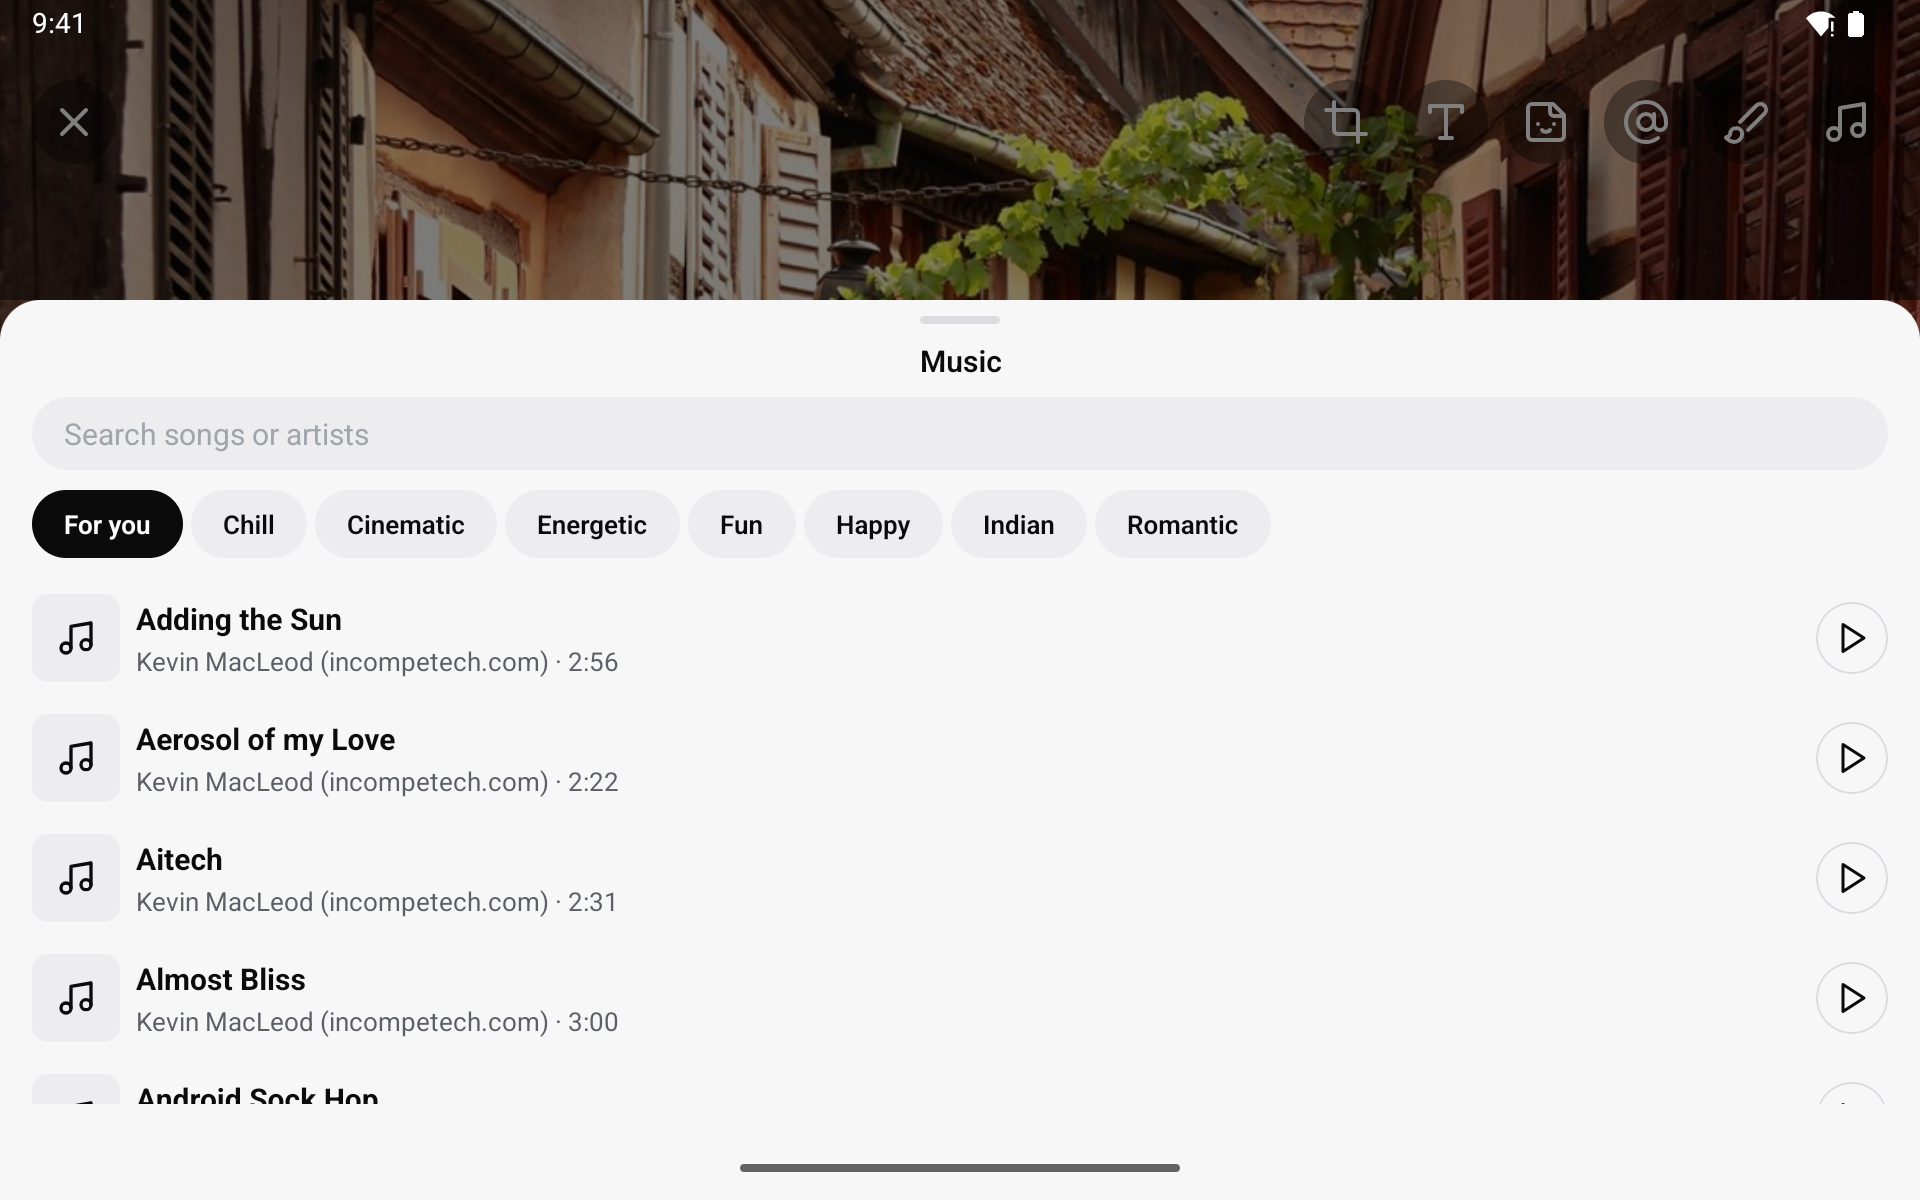 9:41
Music
Search songs or artists
For you
Chill
Cinematic
Energetic
Fun
Happy
Indian
Romantic
Adding the Sun
Kevin MacLeod (incompetech.com) · 2:56
Aerosol of my Love
Kevin MacLeod (incompetech.com) · 2:22
Aitech
Kevin MacLeod (incompetech.com) · 2:31
Almost Bliss
Kevin MacLeod (incompetech.com) · 3:00
Android Sock Hop